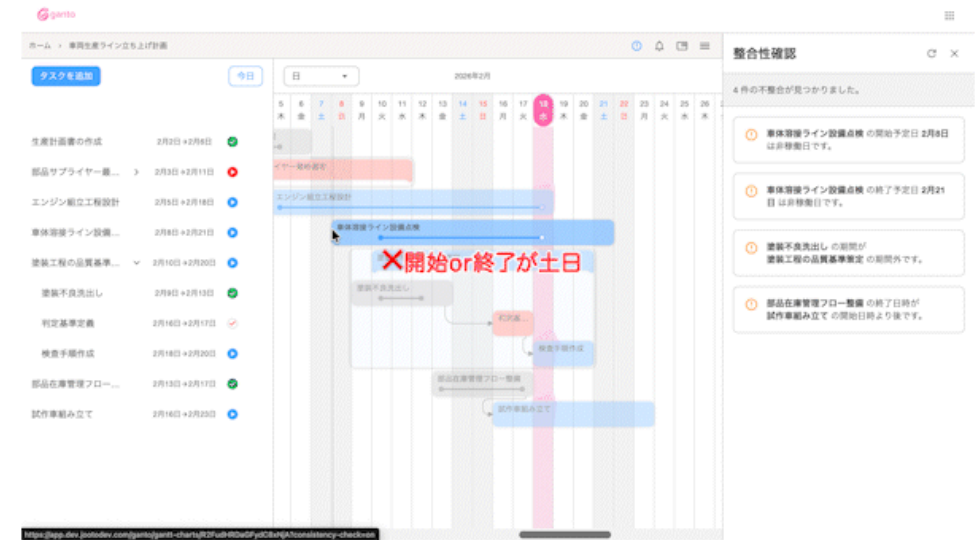 ganto
ホーム > 車両生産ライン立ち上げ計画
タスクを追加
今日
日
2026年2月
5 6 7 8 9 10 11 12 13 14 15 16 17 18 19 20 21 22 23 24 25 26
木 金 土 日 月 火 水 木 金 土 日 月 火 水 木 金 土 日 月 火 水 木
生産計画書の作成 2月2日→2月6日
部品サプライヤー最... 2月3日→2月11日
エンジン組立工程設計 2月5日→2月18日
車体溶接ライン設備... 2月8日→2月21日
塗装工程の品質基準... 2月10日→2月20日
塗装不良洗出し 2月9日→2月13日
判定基準定義 2月16日→2月17日
検査手順作成 2月18日→2月20日
部品在庫管理フロー... 2月13日→2月17日
試作車組み立て 2月16日→2月23日
エンジン組立工程設計
車体溶接ライン設備点検
❌開始or終了が土日
塗装不良洗出し
判定基...
検査手順作成
部品在庫管理フロー整備
試作車組み立て
整合性確認
4 件の不整合が見つかりました。
車体溶接ライン設備点検 の開始予定日 2月8日
は非稼働日です。
車体溶接ライン設備点検 の終了予定日 2月21
日 は非稼働日です。
塗装不良洗出し の期間が
塗装工程の品質基準策定 の期間外です。
部品在庫管理フロー整備 の終了日時が
試作車組み立て の開始日時より後です。